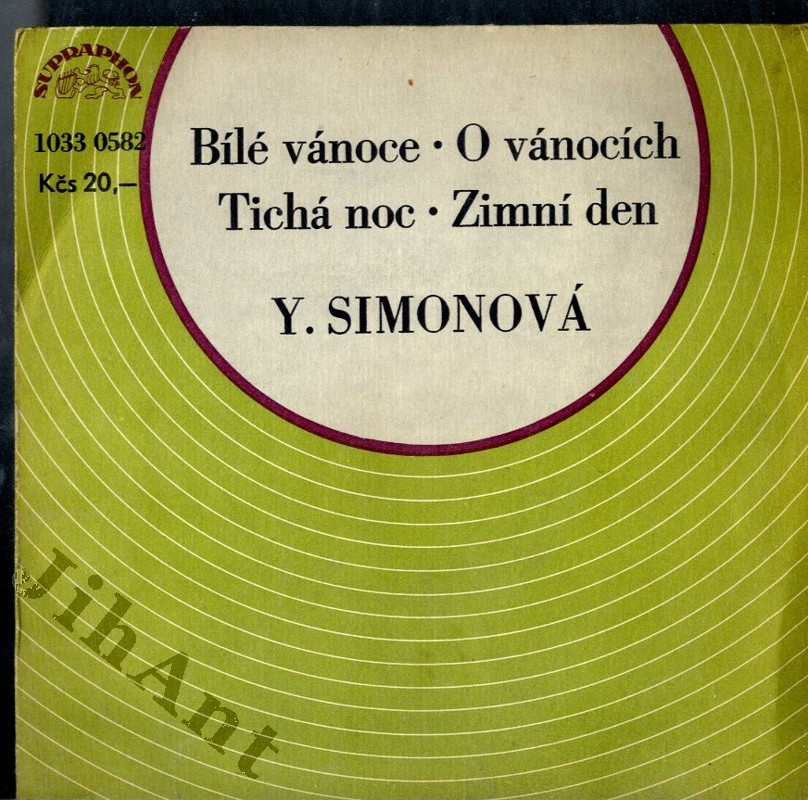 SUPRAPHON
1033 0582
Kčs 20,—
Bílé vánoce · O vánocích
Tichá noc · Zimní den
Y. SIMONOVÁ
JihAnt